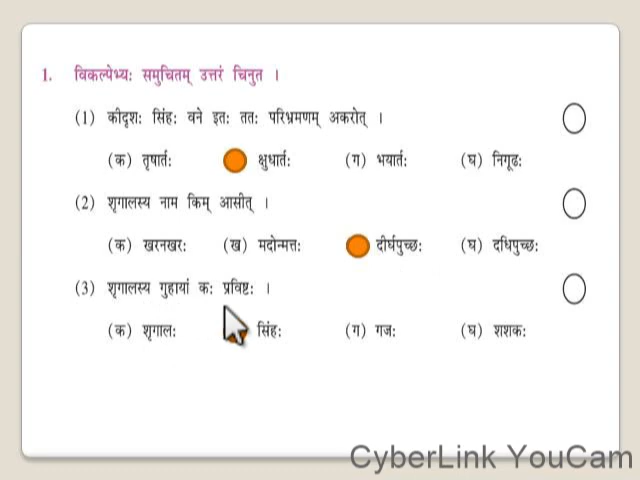 1. विकल्पेभ्यः समुचितम् उत्तरं चिनुत ।
(1) कीदृशः सिंहः वने इतः ततः परिभ्रमणम् अकरोत् ।
(क) तृषार्तः क्षुधार्तः (ग) भयार्तः (घ) निगूढः
(2) शृगालस्य नाम किम् आसीत् ।
(क) खरनखरः (ख) मदोन्मत्तः दीर्घपुच्छः (घ) दधिपुच्छः
(3) शृगालस्य गुहायां कः प्रविष्टः ।
(क) शृगालः सिंहः (ग) गजः (घ) शशकः
CyberLink YouCam